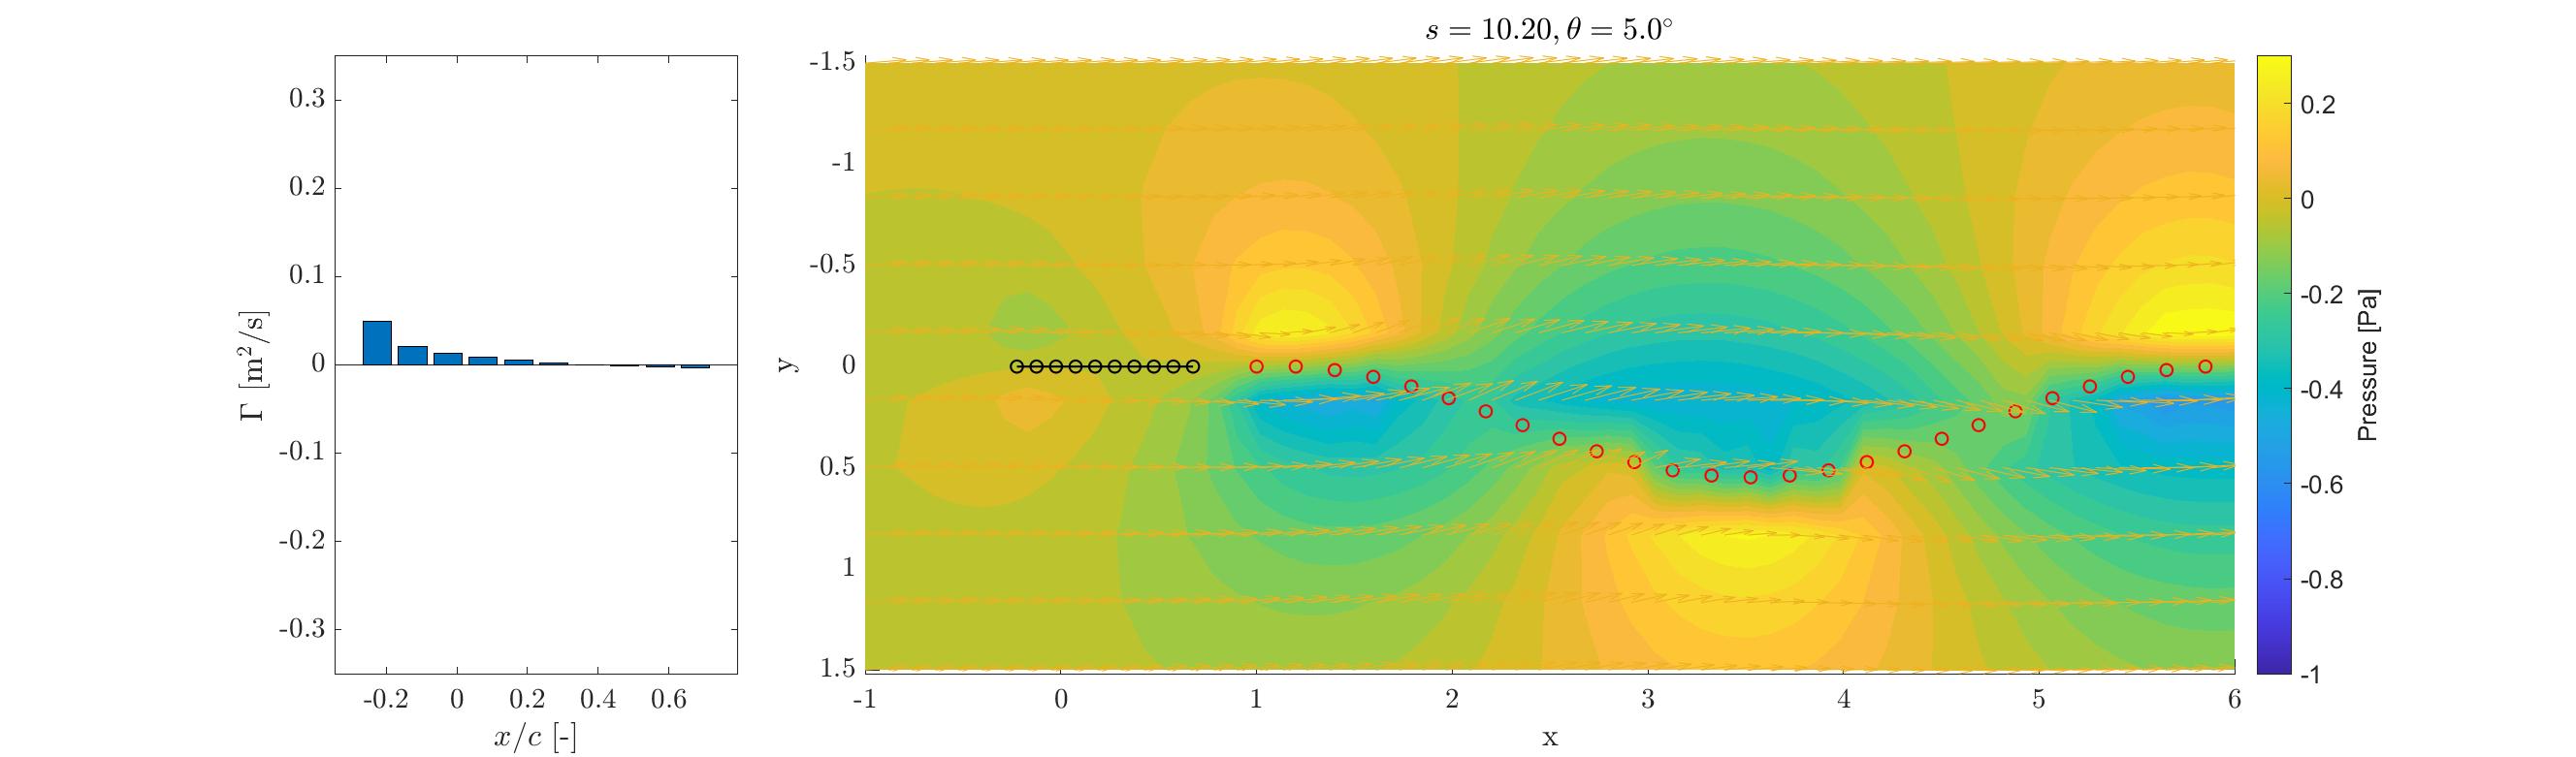 s = 10.20, θ = 5.0°
0.3
0.2
0.1
0
-0.1
-0.2
-0.3
Γ [m²/s]
-0.2 0 0.2 0.4 0.6
x/c [-]
-1.5
-1
-0.5
0
0.5
1
1.5
y
-1 0 1 2 3 4 5 6
x
0.2
0
-0.2
-0.4
-0.6
-0.8
-1
Pressure [Pa]